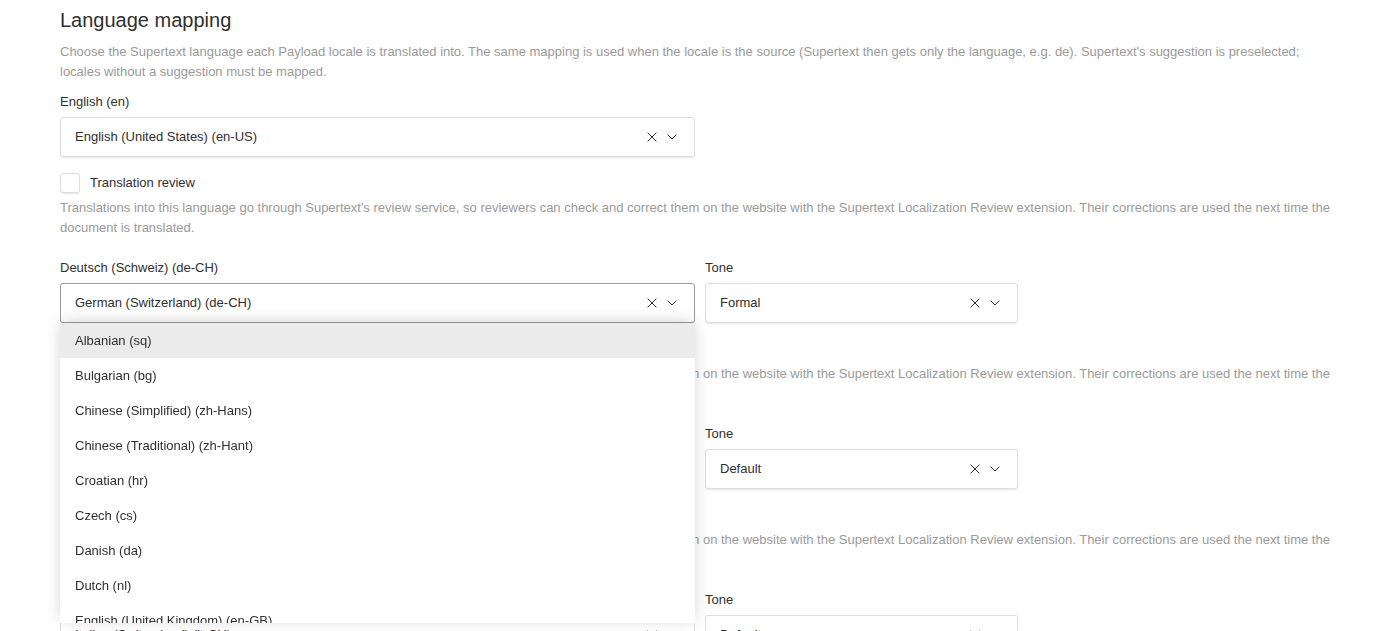 Language mapping
Choose the Supertext language each Payload locale is translated into. The same mapping is used when the locale is the source (Supertext then gets only the language, e.g. de). Supertext's suggestion is preselected;
locales without a suggestion must be mapped.
English (en)
English (United States) (en-US)
Translation review
Translations into this language go through Supertext's review service, so reviewers can check and correct them on the website with the Supertext Localization Review extension. Their corrections are used the next time the
document is translated.
Deutsch (Schweiz) (de-CH)
Tone
German (Switzerland) (de-CH)
Formal
Albanian (sq)
Bulgarian (bg)
on the website with the Supertext Localization Review extension. Their corrections are used the next time the
Chinese (Simplified) (zh-Hans)
Chinese (Traditional) (zh-Hant)
Tone
Croatian (hr)
Default
Czech (cs)
Danish (da)
on the website with the Supertext Localization Review extension. Their corrections are used the next time the
Dutch (nl)
Tone
English (United Kingdom) (en-GB)